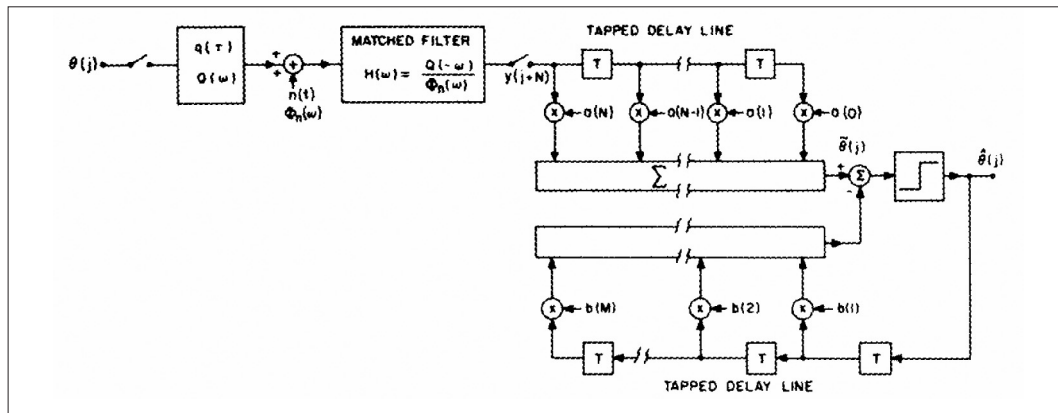 TAPPED DELAY LINE
θ(j)
q(τ)
Q(ω)
+
+
+
n(t)
Φn(ω)
MATCHED FILTER
H(ω) = Q(-ω) / Φn(ω)
y(j+N)
T
T
x a(N)
x a(N-1)
x a(1)
x a(0)
Σ
θ̃(j)
+
Σ
-
θ̂(j)
x b(M)
x b(2)
x b(1)
T
T
T
TAPPED DELAY LINE